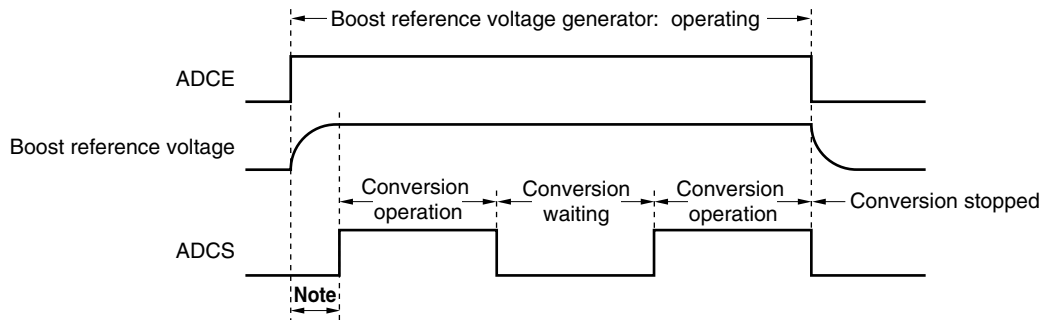 Boost reference voltage generator: operating
ADCE
Boost reference voltage
Conversion operation
Conversion waiting
Conversion operation
Conversion stopped
ADCS
Note